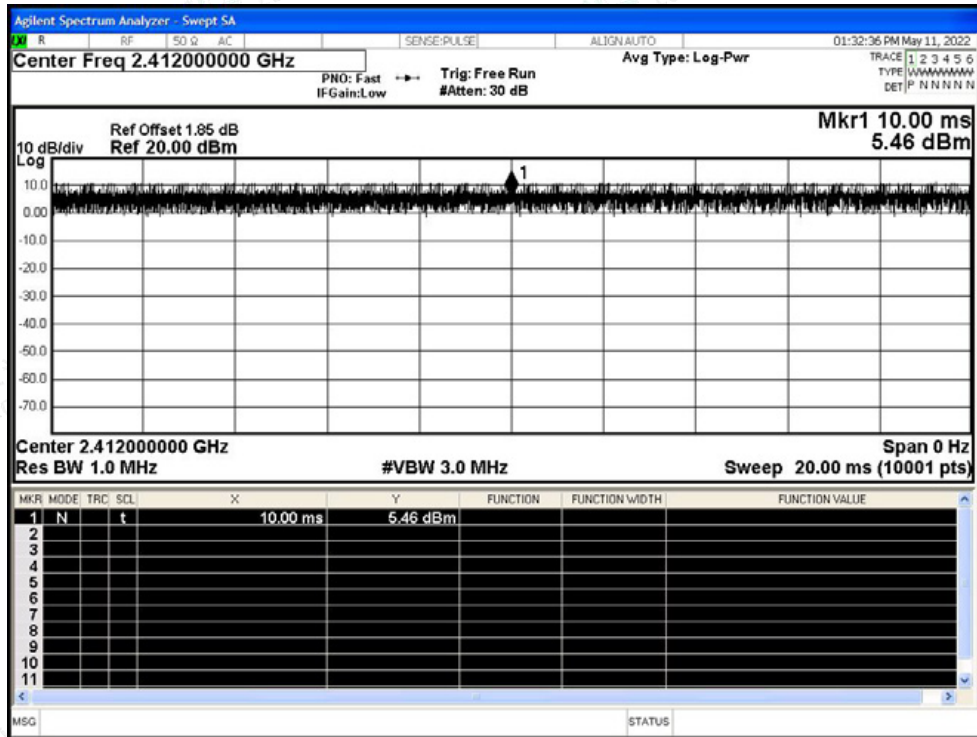 Agilent Spectrum Analyzer - Swept SA
R RF 50 Ω AC SENSE:PULSE ALIGN AUTO 01:32:36 PM May 11, 2022
Center Freq 2.412000000 GHz Avg Type: Log-Pwr TRACE 1 2 3 4 5 6
PNO: Fast Trig: Free Run TYPE
IFGain:Low #Atten: 30 dB DET P N N N N N
Mkr1 10.00 ms
5.46 dBm
Ref Offset 1.85 dB
10 dB/div Ref 20.00 dBm
Log
1
10.0
0.00
-10.0
-20.0
-30.0
-40.0
-50.0
-60.0
-70.0
Center 2.412000000 GHz Span 0 Hz
Res BW 1.0 MHz #VBW 3.0 MHz Sweep 20.00 ms (10001 pts)
MKR MODE TRC SCL X Y FUNCTION FUNCTION WIDTH FUNCTION VALUE
1 N t 10.00 ms 5.46 dBm
2
3
4
5
6
7
8
9
10
11
MSG STATUS